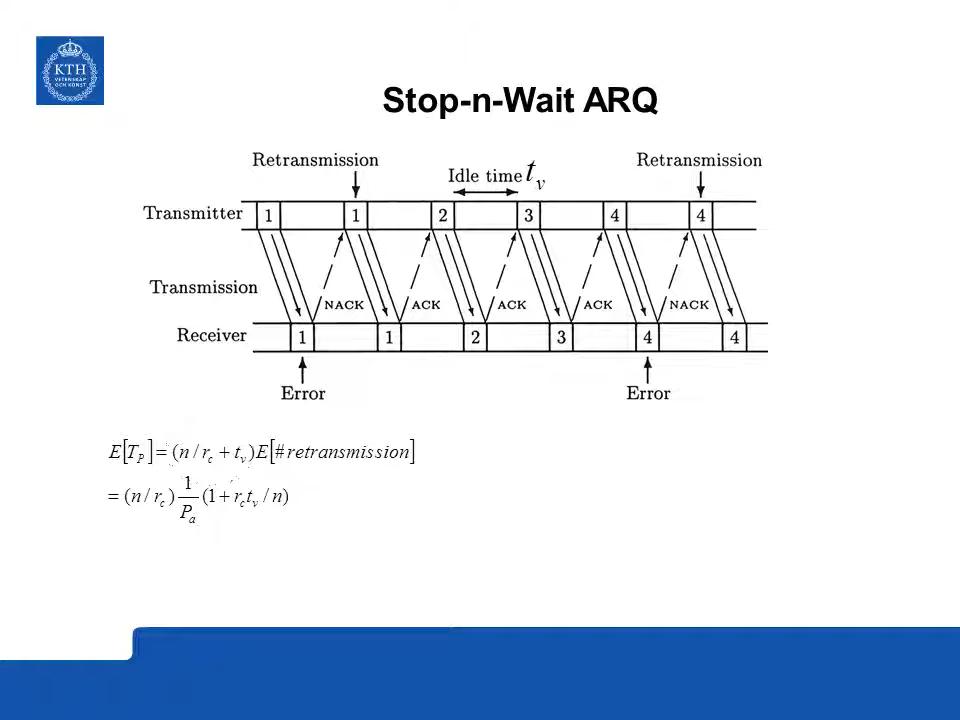 KTH
VETENSKAP
OCH KONST
Stop-n-Wait ARQ
Retransmission Idle time t_v Retransmission
Transmitter 1 1 2 3 4 4
Transmission NACK ACK ACK ACK NACK
Receiver 1 1 2 3 4 4
Error Error
E[T_P] = (n / r_c + t_v)E[# retransmission]
= (n / r_c) 1/P_a (1 + r_c t_v / n)